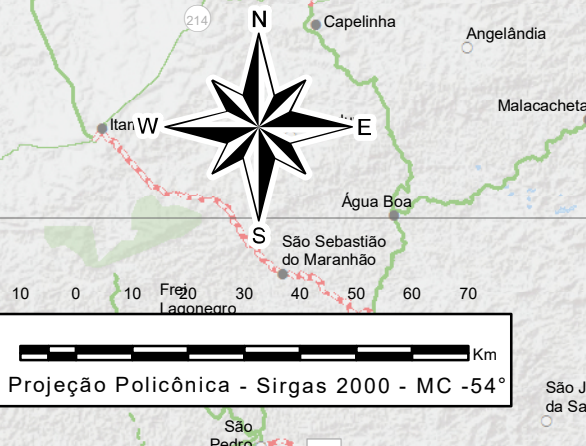 214
N
Capelinha
Angelândia
Malacacheta
Itam
W
E
Água Boa
S
São Sebastião
do Maranhão
10 0 10 20 30 40 50 60 70
Frei
Lagonegro
Km
Projeção Policônica - Sirgas 2000 - MC -54°
São J
da Sa
São
Pedro